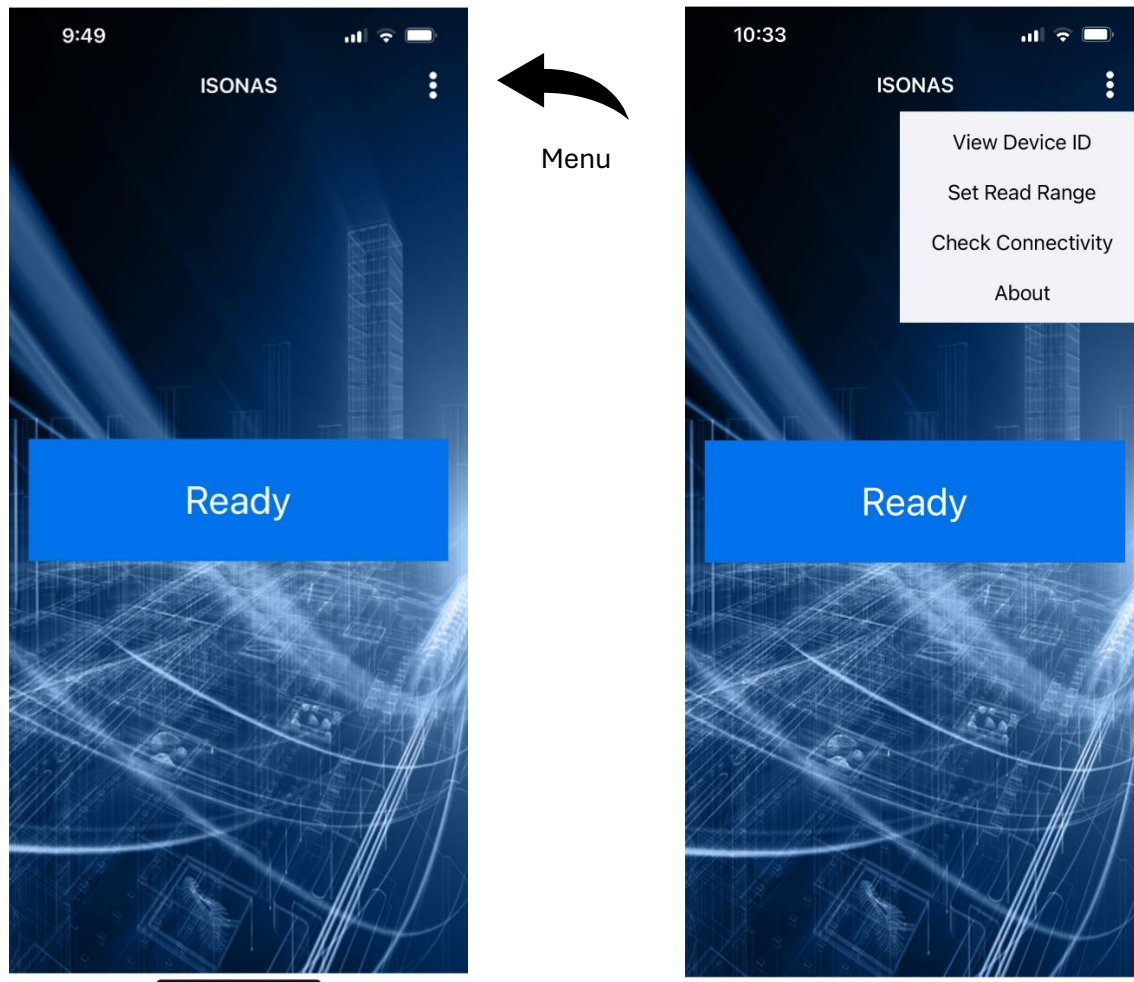 9:49
ISONAS
Ready
Menu
10:33
ISONAS
View Device ID
Set Read Range
Check Connectivity
About
Ready